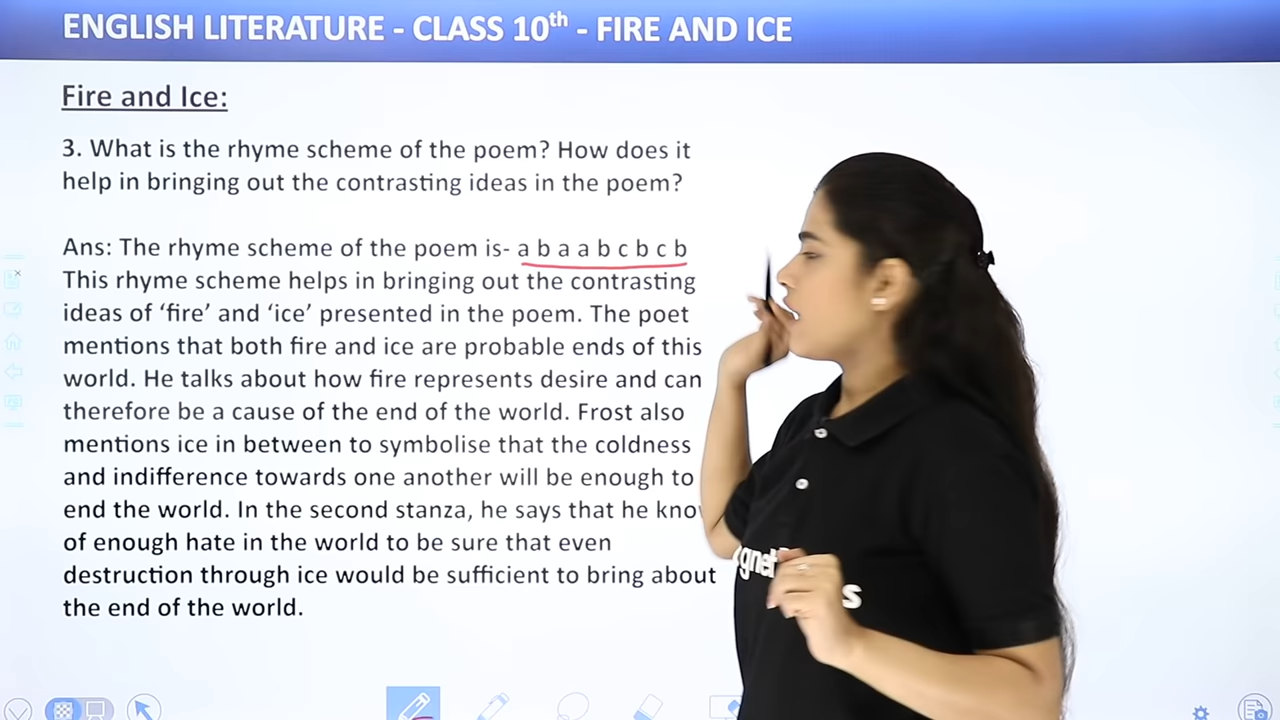 ENGLISH LITERATURE - CLASS 10th - FIRE AND ICE
Fire and Ice:
3. What is the rhyme scheme of the poem? How does it
help in bringing out the contrasting ideas in the poem?
Ans: The rhyme scheme of the poem is- a b a a b c b c b
This rhyme scheme helps in bringing out the contrasting
ideas of ‘fire’ and ‘ice’ presented in the poem. The poet
mentions that both fire and ice are probable ends of this
world. He talks about how fire represents desire and can
therefore be a cause of the end of the world. Frost also
mentions ice in between to symbolise that the coldness
and indifference towards one another will be enough to
end the world. In the second stanza, he says that he
of enough hate in the world to be sure that even
destruction through ice would be sufficient to bring about
the end of the world.